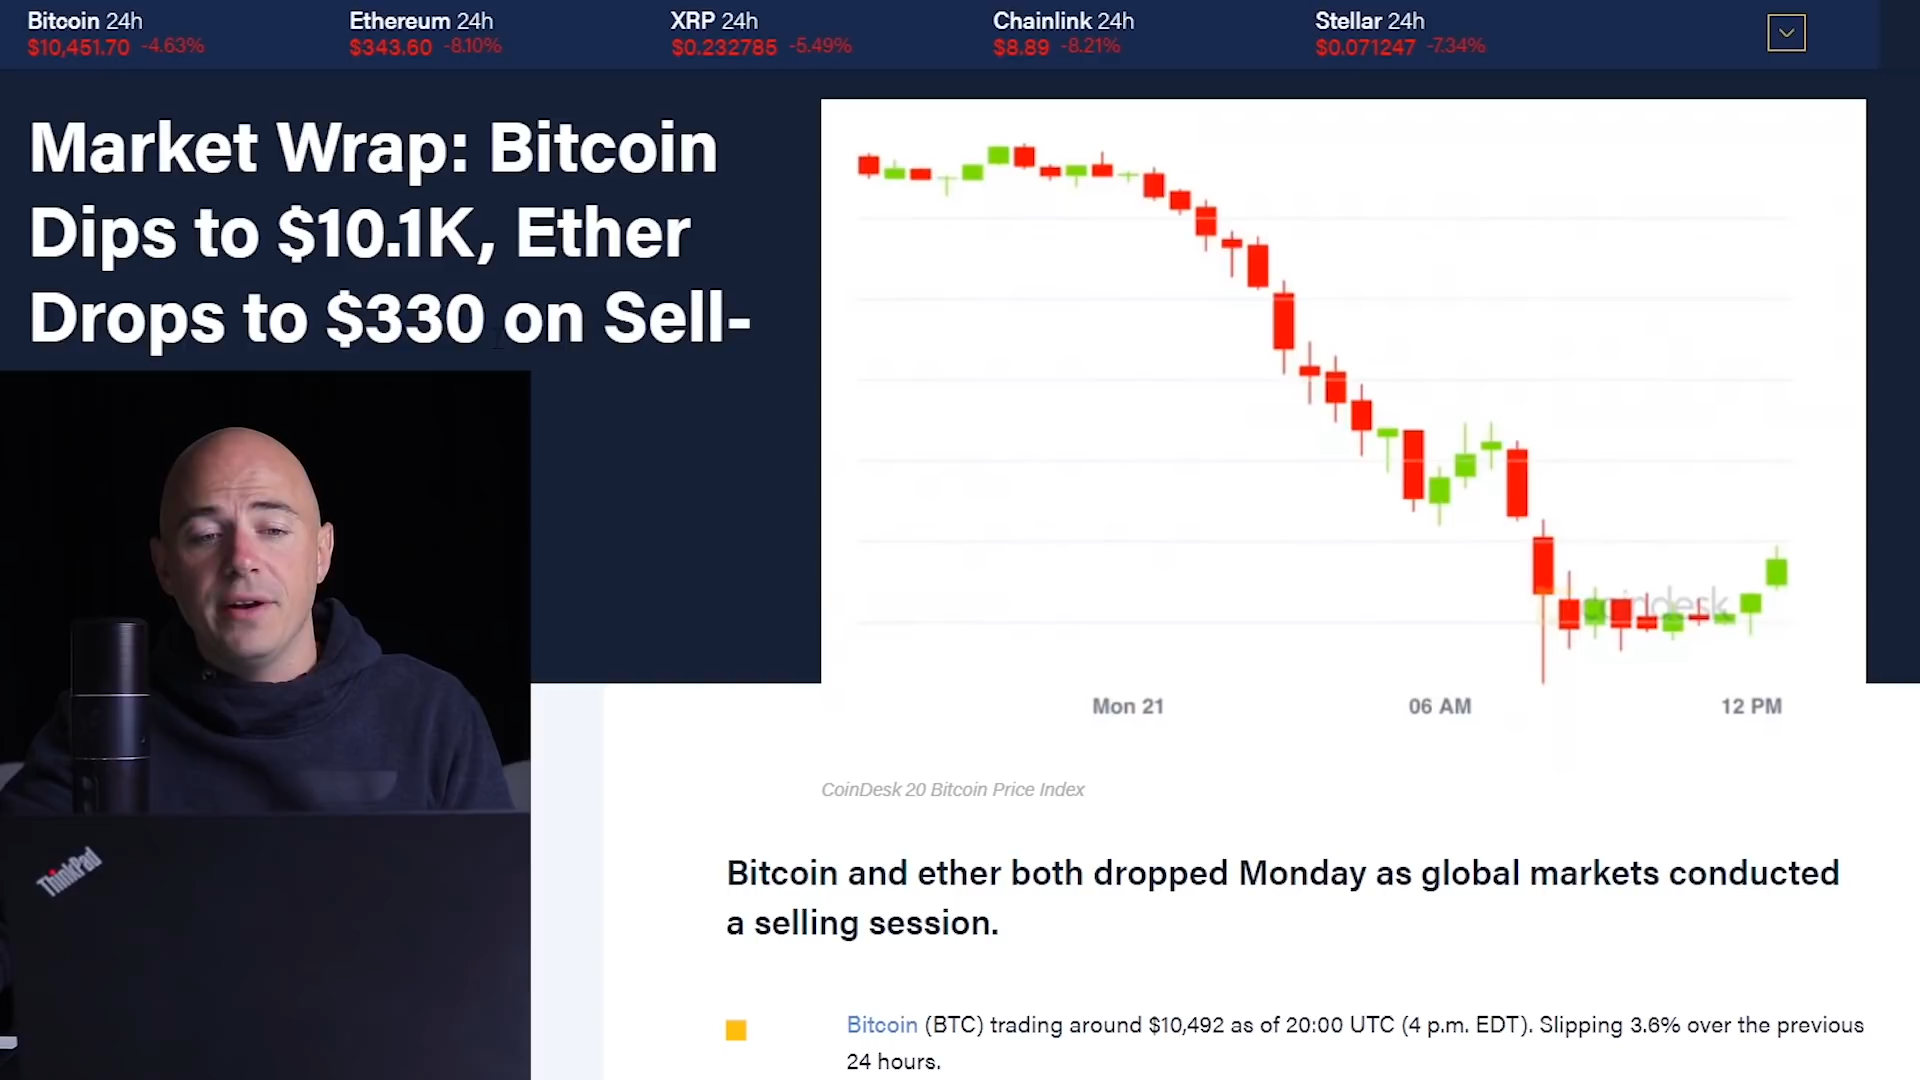 Bitcoin 24h
$10,451.70 -4.63%
Ethereum 24h
$343.60 -8.10%
XRP 24h
$0.232785 -5.49%
Chainlink 24h
$8.89 -8.21%
Stellar 24h
$0.071247 -7.34%
Market Wrap: Bitcoin
Dips to $10.1K, Ether
Drops to $330 on Sell-
coindesk
Mon 21
06 AM
12 PM
CoinDesk 20 Bitcoin Price Index
ThinkPad
Bitcoin and ether both dropped Monday as global markets conducted
a selling session.
Bitcoin (BTC) trading around $10,492 as of 20:00 UTC (4 p.m. EDT). Slipping 3.6% over the previous
24 hours.